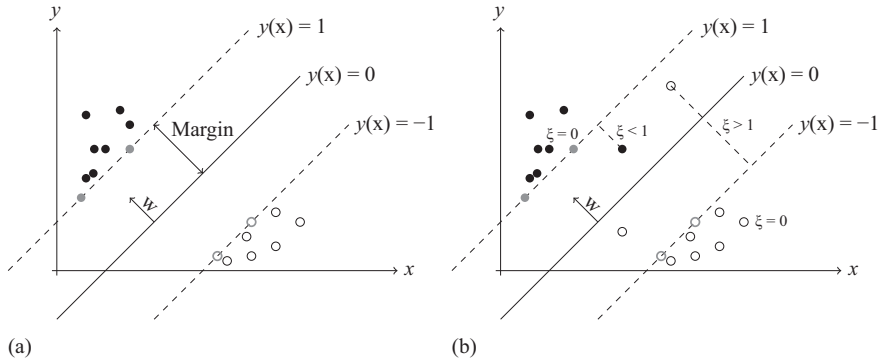 y
y(x) = 1
y(x) = 0
y(x) = −1
Margin
w
x
(a)
y
y(x) = 1
y(x) = 0
y(x) = −1
ξ = 0
ξ < 1
ξ > 1
w
ξ = 0
x
(b)